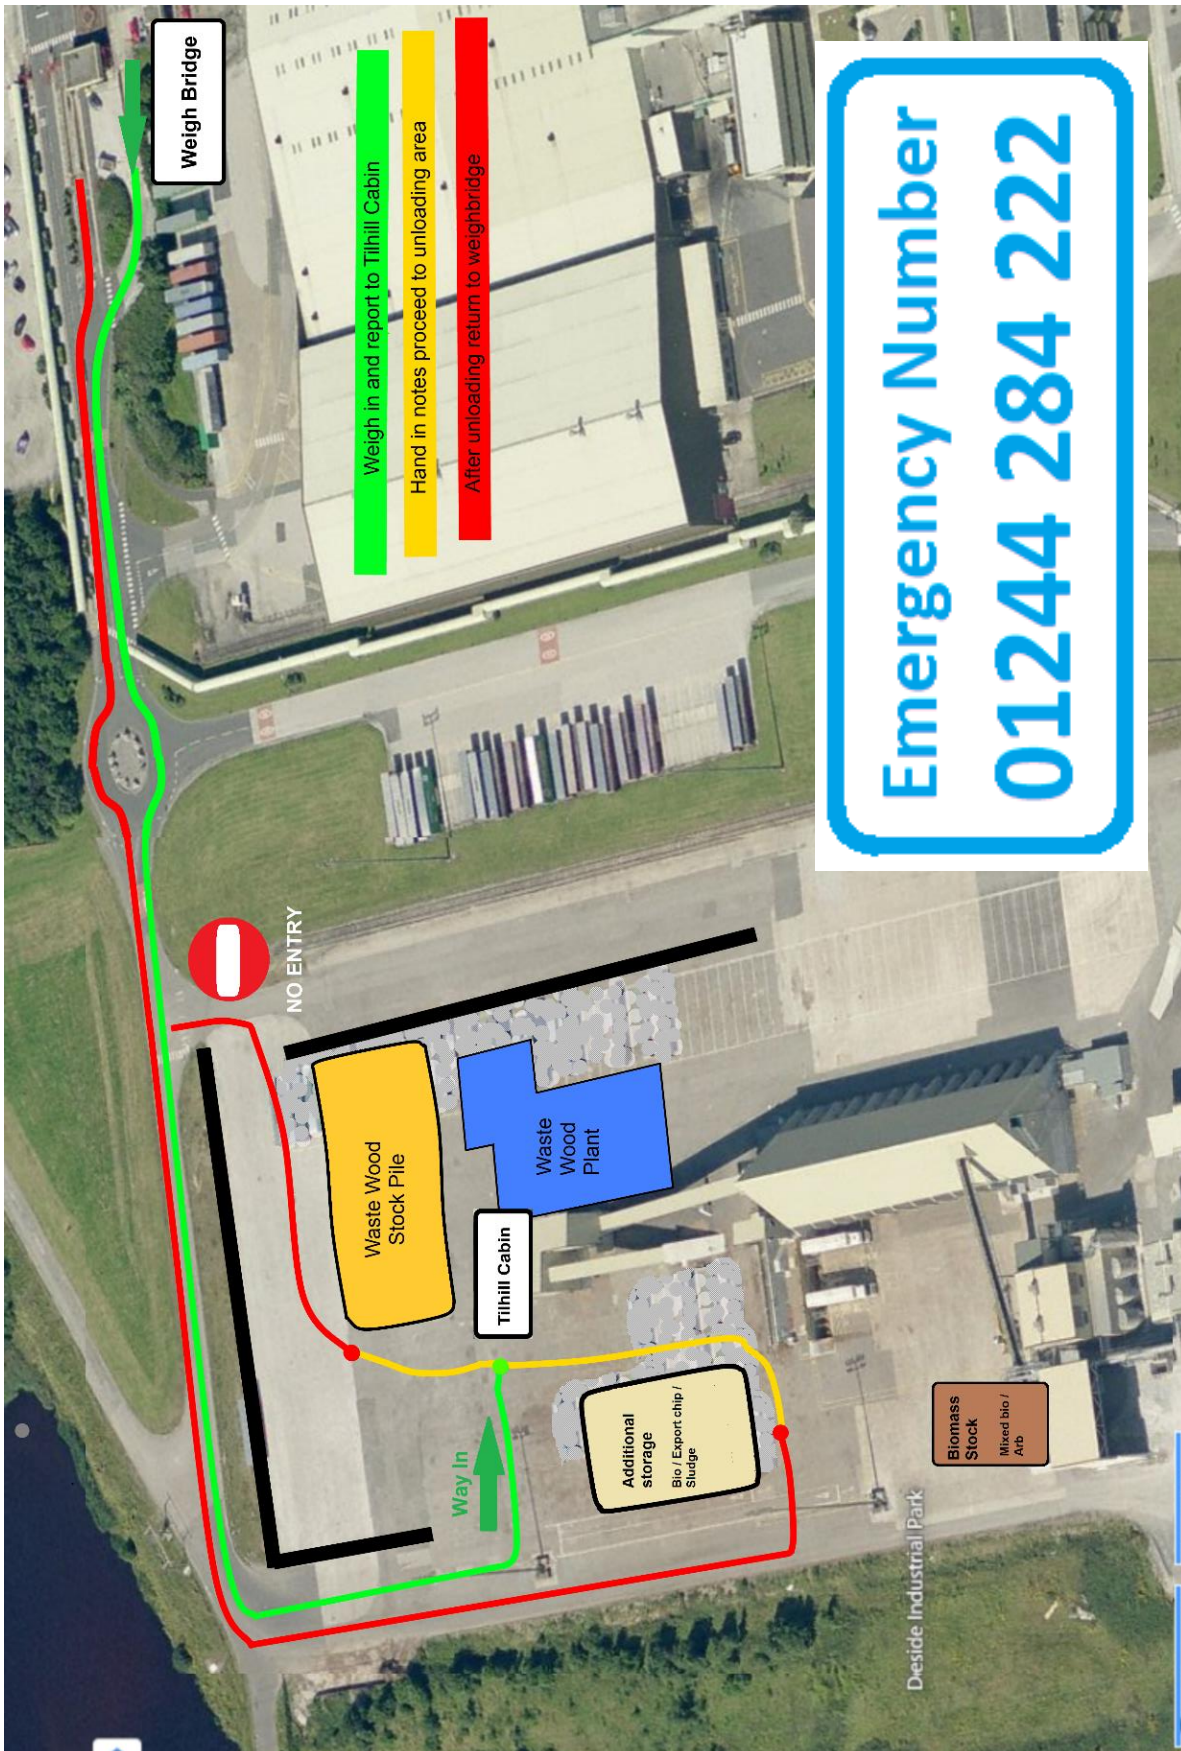 Weigh Bridge
Weigh in and report to Tilhill Cabin
Hand in notes proceed to unloading area
After unloading return to weighbridge
Emergency Number
01244 284 222
NO ENTRY
Waste Wood
Stock Pile
Waste
Wood
Plant
Tilhill Cabin
Way In
Additional
storage
Bio / Export chip /
Sludge
Biomass
Stock
Mixed bio /
Arb
Deeside Industrial Park